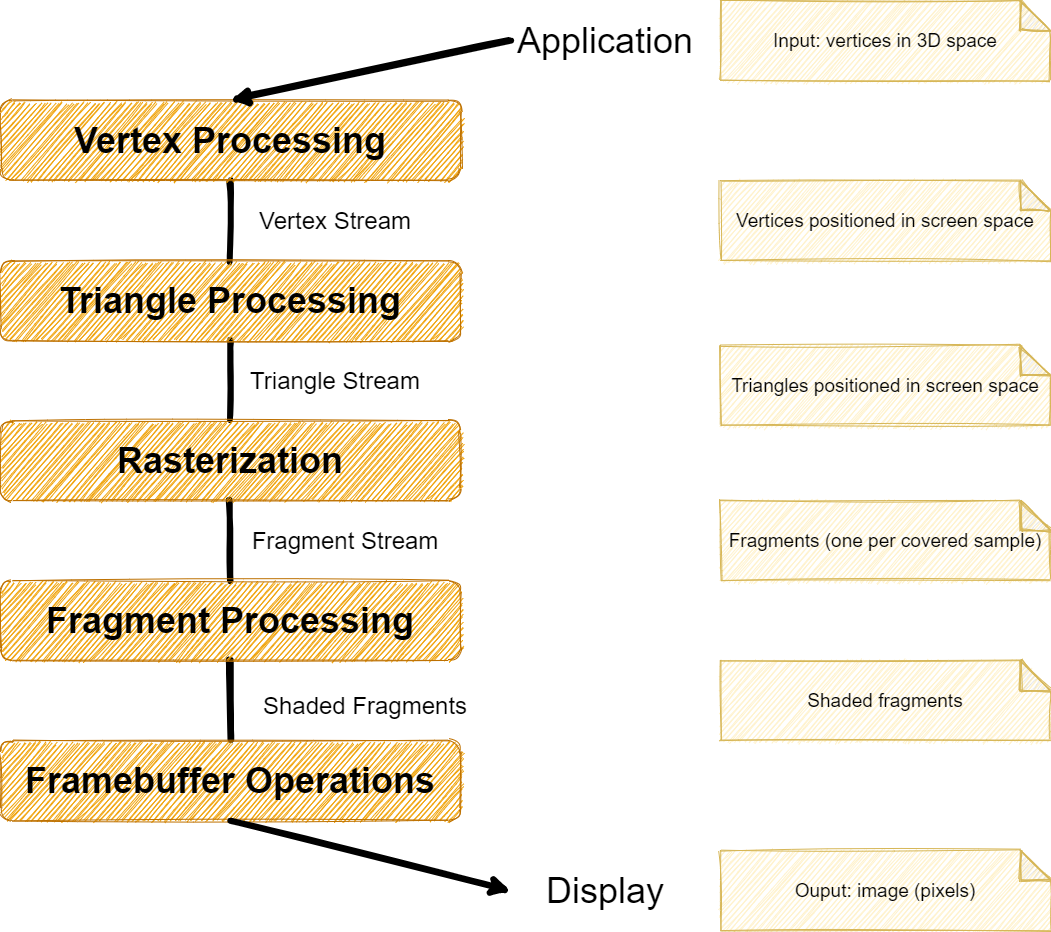 Application
Input: vertices in 3D space
Vertex Processing
Vertex Stream
Vertices positioned in screen space
Triangle Processing
Triangle Stream
Triangles positioned in screen space
Rasterization
Fragment Stream
Fragments (one per covered sample)
Fragment Processing
Shaded Fragments
Shaded fragments
Framebuffer Operations
Display
Ouput: image (pixels)